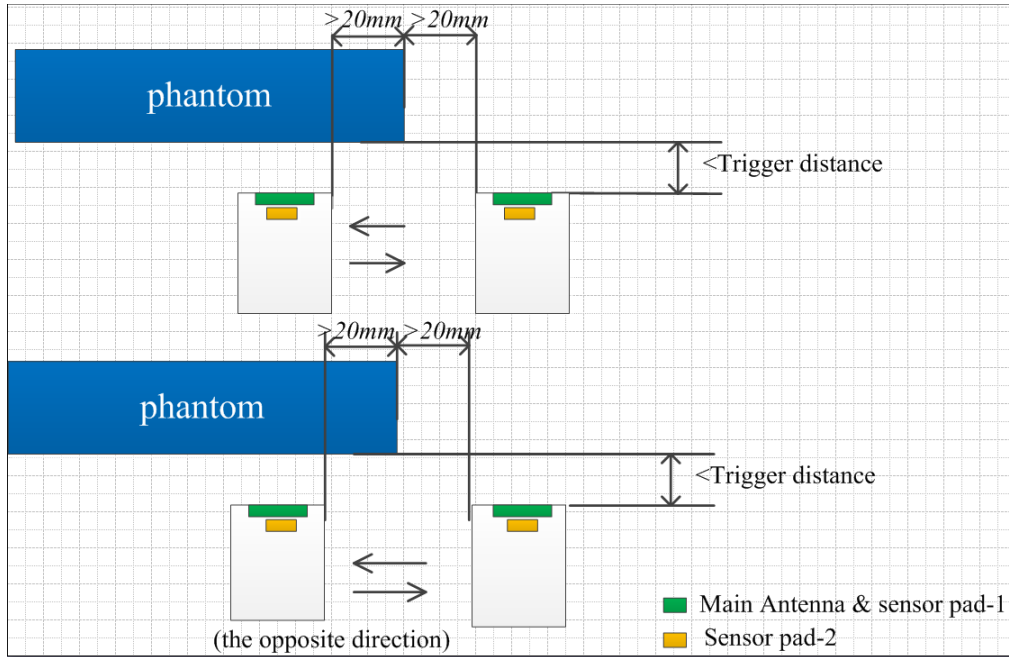 >20mm >20mm
phantom
<Trigger distance
>20mm >20mm
phantom
<Trigger distance
(the opposite direction)
Main Antenna & sensor pad-1
Sensor pad-2